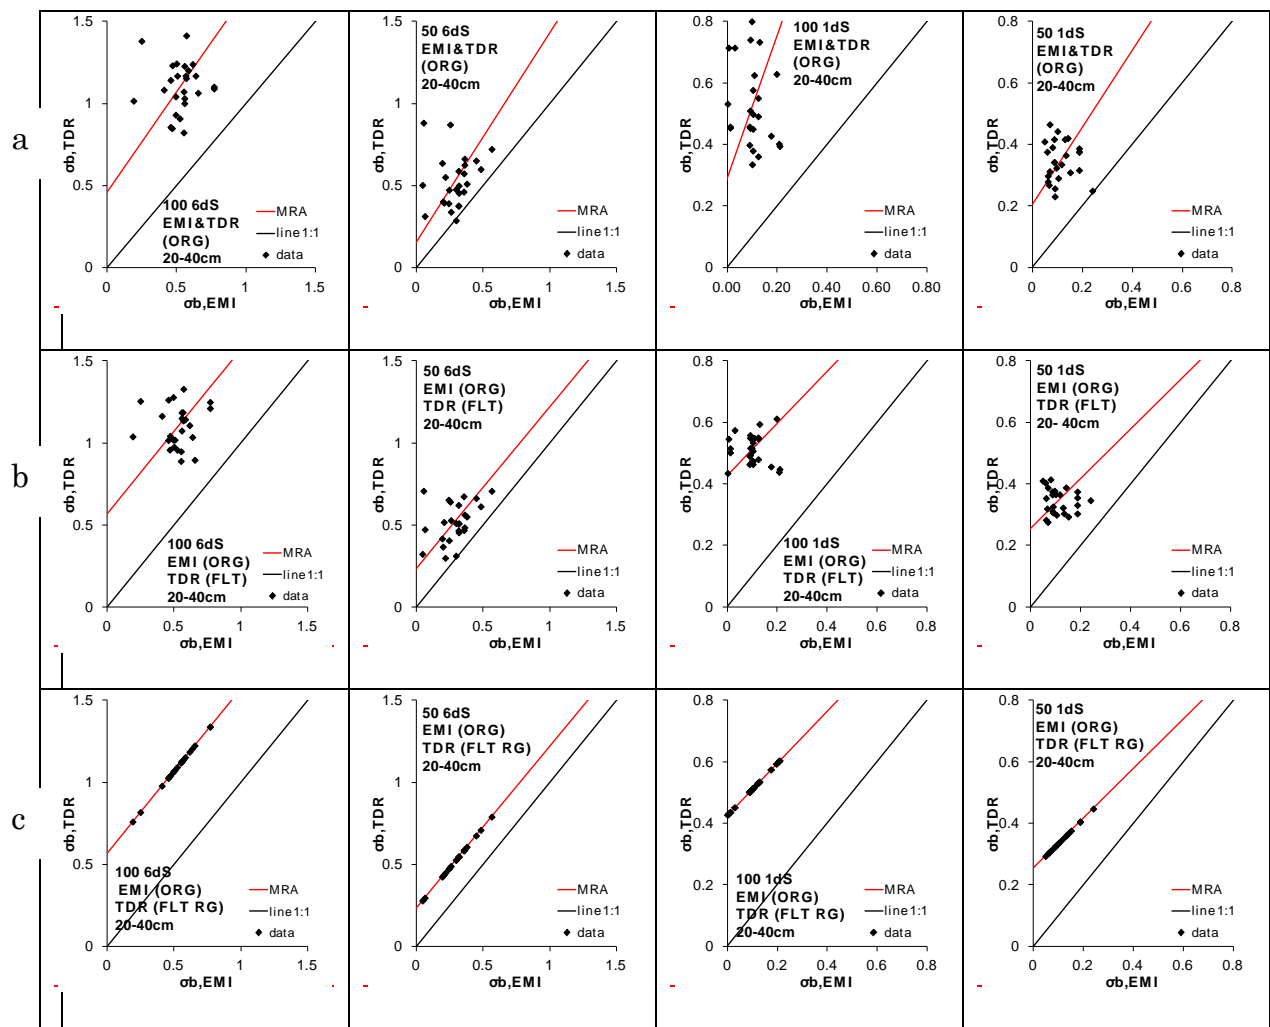 a
1.5
1
0.5
0
σb,TDR
100 6dS
EMI&TDR
(ORG)
20-40cm
MRA
line1:1
data
0 0.5 1 1.5
σb,EMI
1.5
1
0.5
0
σb,TDR
50 6dS
EMI&TDR
(ORG)
20-40cm
MRA
line1:1
data
0 0.5 1 1.5
σb,EMI
0.8
0.6
0.4
0.2
0
σb,TDR
100 1dS
EMI&TDR
(ORG)
20-40cm
MRA
line1:1
data
0.00 0.20 0.40 0.60 0.80
σb,EMI
0.8
0.6
0.4
0.2
0
σb,TDR
50 1dS
EMI&TDR
(ORG)
20-40cm
MRA
line1:1
data
0 0.2 0.4 0.6 0.8
σb,EMI
b
1.5
1
0.5
0
σb,TDR
100 6dS
EMI (ORG)
TDR (FLT)
20-40cm
MRA
line1:1
data
0 0.5 1 1.5
σb,EMI
1.5
1
0.5
0
σb,TDR
50 6dS
EMI (ORG)
TDR (FLT)
20-40cm
MRA
line1:1
data
0 0.5 1 1.5
σb,EMI
0.8
0.6
0.4
0.2
0
σb,TDR
100 1dS
EMI (ORG)
TDR (FLT)
20-40cm
MRA
line1:1
data
0 0.2 0.4 0.6 0.8
σb,EMI
0.8
0.6
0.4
0.2
0
σb,TDR
50 1dS
EMI (ORG)
TDR (FLT)
20- 40cm
MRA
line1:1
data
0 0.2 0.4 0.6 0.8
σb,EMI
c
1.5
1
0.5
0
σb,TDR
100 6dS
EMI (ORG)
TDR (FLT RG)
20-40cm
MRA
line1:1
data
0 0.5 1 1.5
σb,EMI
1.5
1
0.5
0
σb,TDR
50 6dS
EMI (ORG)
TDR (FLT RG)
20-40cm
MRA
line1:1
data
0 0.5 1 1.5
σb,EMI
0.8
0.6
0.4
0.2
0
σb,TDR
100 1dS
EMI (ORG)
TDR (FLT RG)
20-40cm
MRA
line1:1
data
0 0.2 0.4 0.6 0.8
σb,EMI
0.8
0.6
0.4
0.2
0
σb,TDR
50 1dS
EMI (ORG)
TDR (FLT RG)
20-40cm
MRA
line1:1
data
0 0.2 0.4 0.6 0.8
σb,EMI